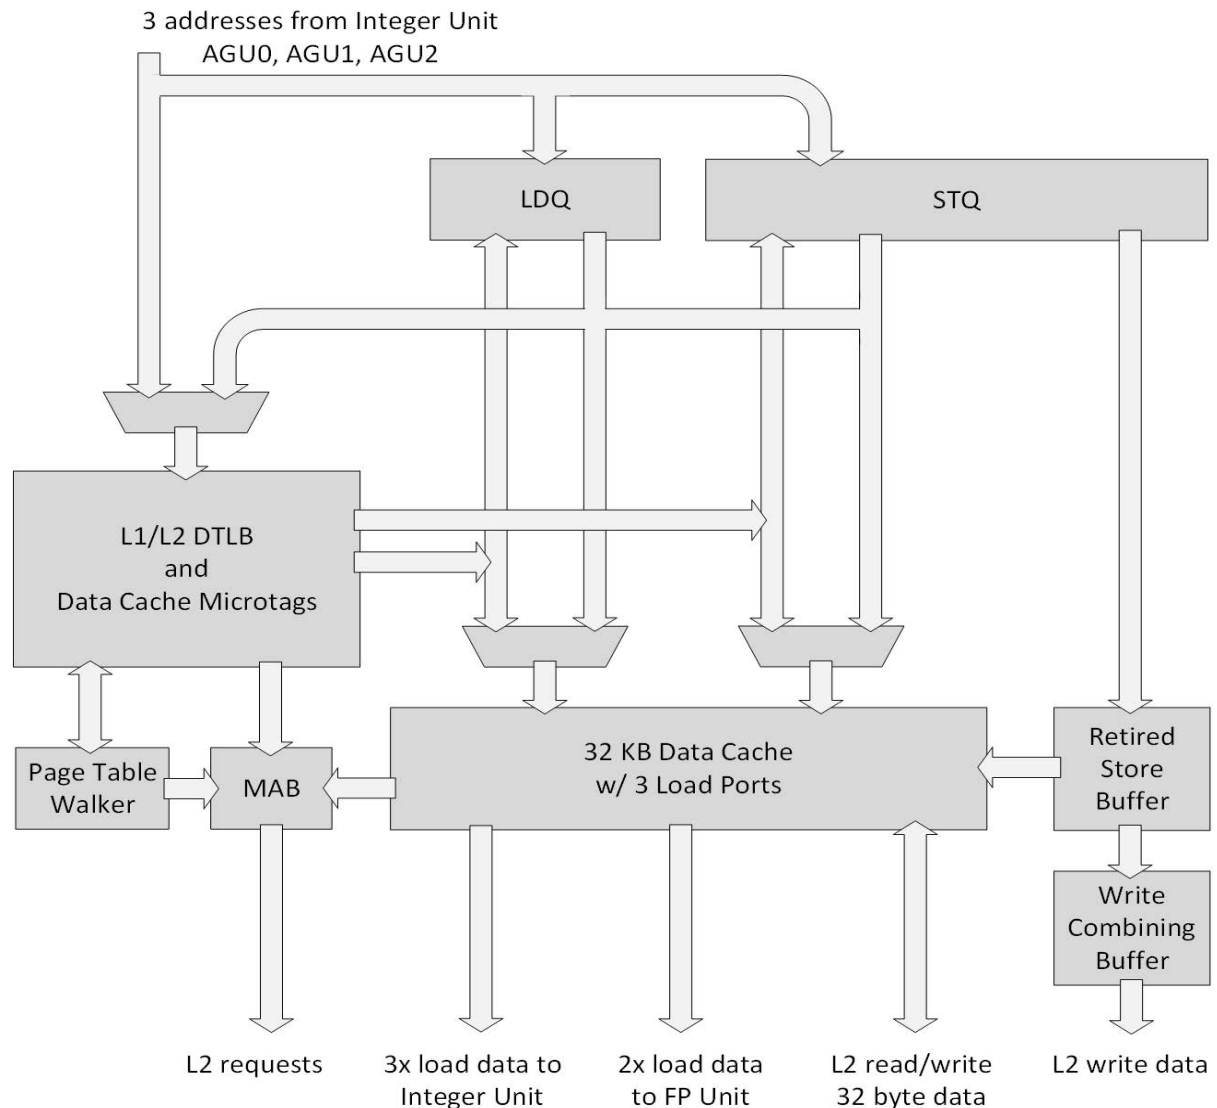 3 addresses from Integer Unit
AGU0, AGU1, AGU2
LDQ
STQ
L1/L2 DTLB
and
Data Cache Microtags
Page Table
Walker
MAB
32 KB Data Cache
w/ 3 Load Ports
Retired
Store
Buffer
Write
Combining
Buffer
L2 requests
3x load data to
Integer Unit
2x load data
to FP Unit
L2 read/write
32 byte data
L2 write data